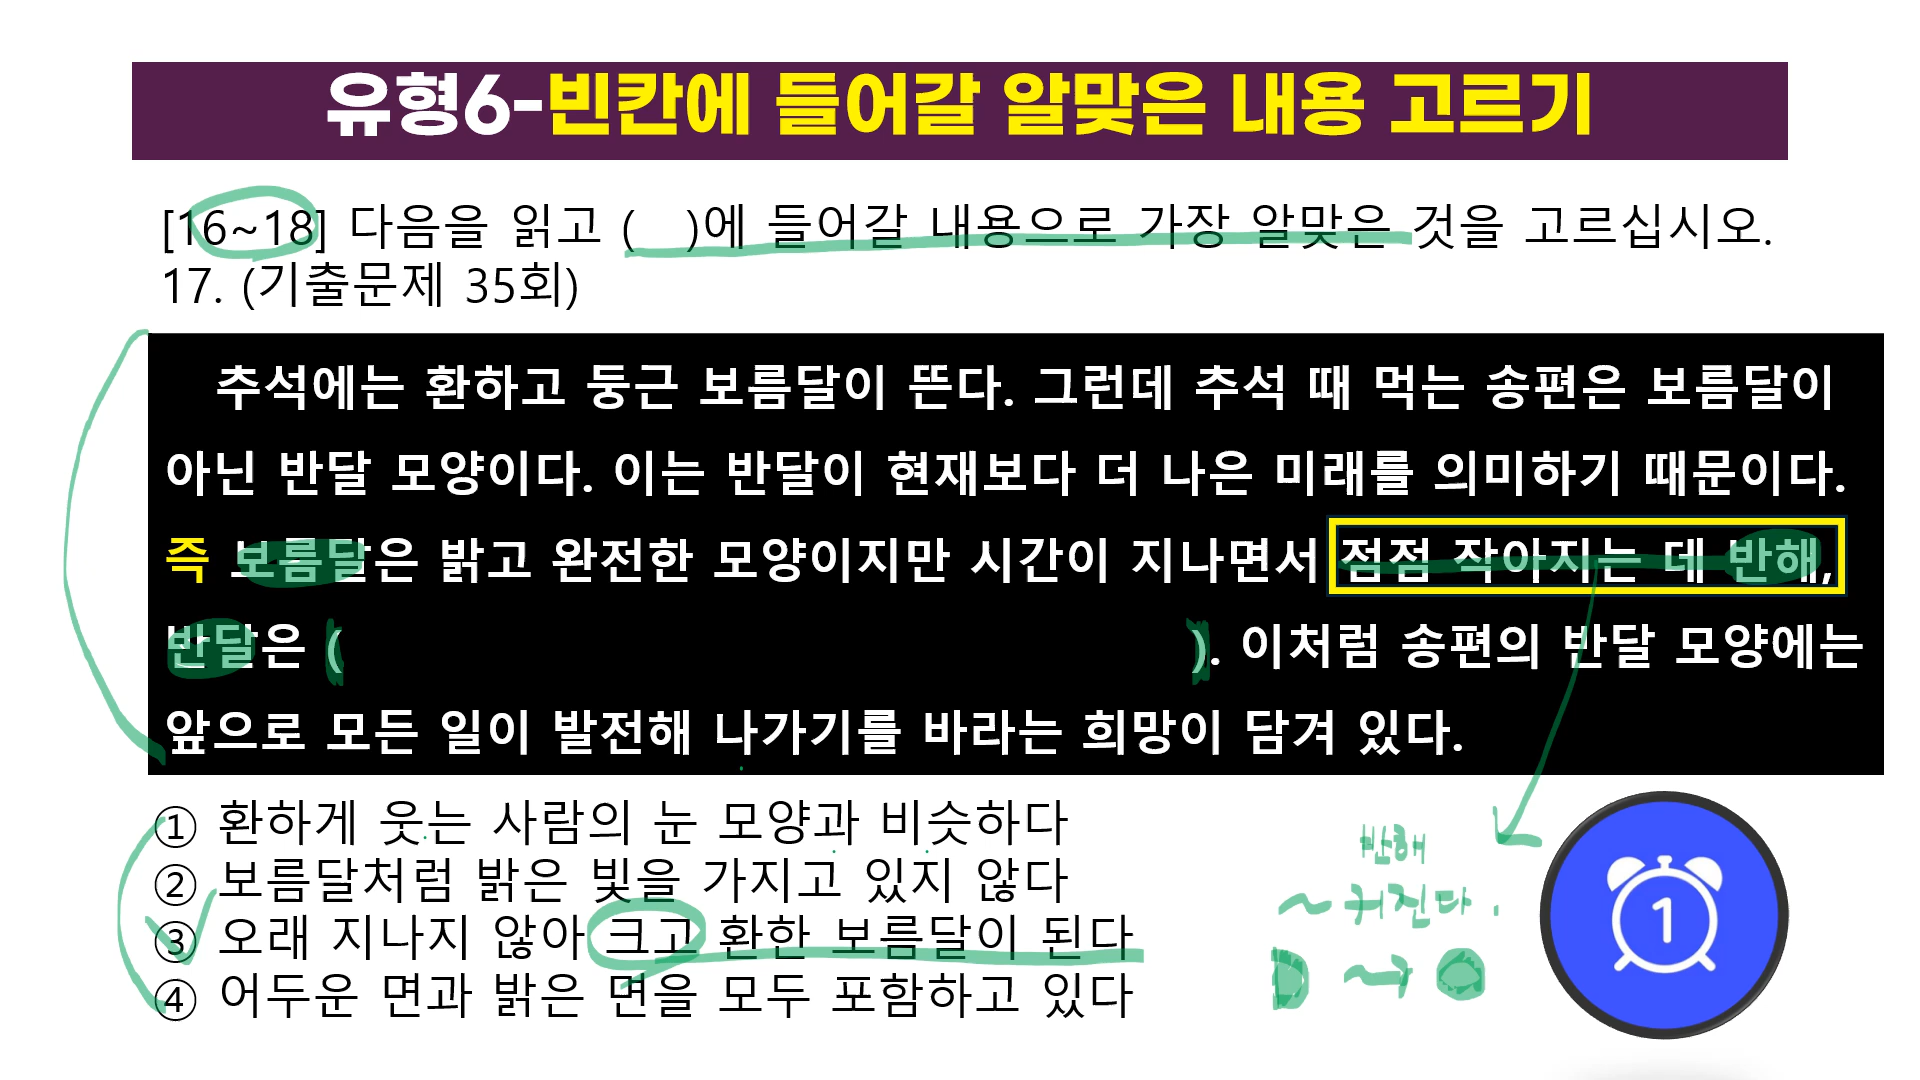 유형6-빈칸에 들어갈 알맞은 내용 고르기
[16~18] 다음을 읽고 (   )에 들어갈 내용으로 가장 알맞은 것을 고르십시오.
17. (기출문제 35회)
추석에는 환하고 둥근 보름달이 뜬다. 그런데 추석 때 먹는 송편은 보름달이
아닌 반달 모양이다. 이는 반달이 현재보다 더 나은 미래를 의미하기 때문이다.
즉 보름달은 밝고 완전한 모양이지만 시간이 지나면서 점점 작아지는 데 반해,
반달은 (                    ). 이처럼 송편의 반달 모양에는
앞으로 모든 일이 발전해 나가기를 바라는 희망이 담겨 있다.
① 환하게 웃는 사람의 눈 모양과 비슷하다
② 보름달처럼 밝은 빛을 가지고 있지 않다
③ 오래 지나지 않아 크고 환한 보름달이 된다
④ 어두운 면과 밝은 면을 모두 포함하고 있다
반해
~커진다.
1